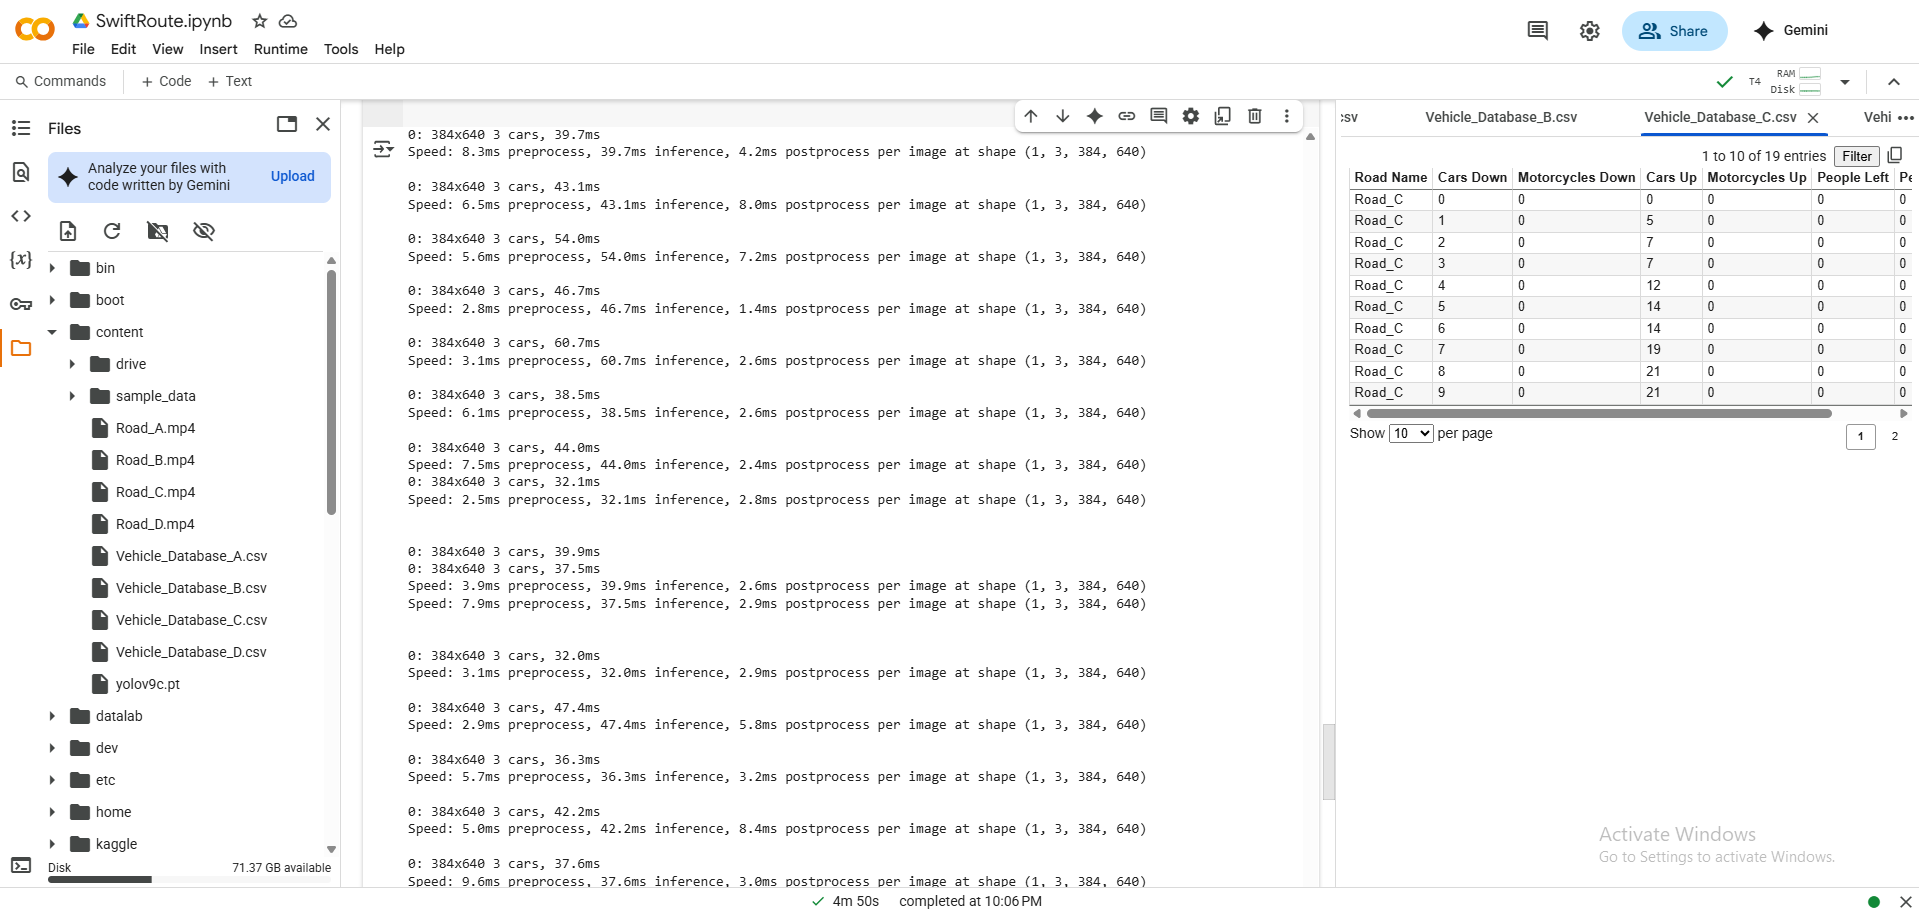 SwiftRoute.ipynb
File Edit View Insert Runtime Tools Help
Share
Gemini
Commands + Code + Text
T4 RAM
Disk
Files
Analyze your files with
code written by Gemini
Upload
bin
boot
content
drive
sample_data
Road_A.mp4
Road_B.mp4
Road_C.mp4
Road_D.mp4
Vehicle_Database_A.csv
Vehicle_Database_B.csv
Vehicle_Database_C.csv
Vehicle_Database_D.csv
yolov9c.pt
datalab
dev
etc
home
kaggle
Disk 71.37 GB available
0: 384x640 3 cars, 39.7ms
Speed: 8.3ms preprocess, 39.7ms inference, 4.2ms postprocess per image at shape (1, 3, 384, 640)
0: 384x640 3 cars, 43.1ms
Speed: 6.5ms preprocess, 43.1ms inference, 8.0ms postprocess per image at shape (1, 3, 384, 640)
0: 384x640 3 cars, 54.0ms
Speed: 5.6ms preprocess, 54.0ms inference, 7.2ms postprocess per image at shape (1, 3, 384, 640)
0: 384x640 3 cars, 46.7ms
Speed: 2.8ms preprocess, 46.7ms inference, 1.4ms postprocess per image at shape (1, 3, 384, 640)
0: 384x640 3 cars, 60.7ms
Speed: 3.1ms preprocess, 60.7ms inference, 2.6ms postprocess per image at shape (1, 3, 384, 640)
0: 384x640 3 cars, 38.5ms
Speed: 6.1ms preprocess, 38.5ms inference, 2.6ms postprocess per image at shape (1, 3, 384, 640)
0: 384x640 3 cars, 44.0ms
Speed: 7.5ms preprocess, 44.0ms inference, 2.4ms postprocess per image at shape (1, 3, 384, 640)
0: 384x640 3 cars, 32.1ms
Speed: 2.5ms preprocess, 32.1ms inference, 2.8ms postprocess per image at shape (1, 3, 384, 640)
0: 384x640 3 cars, 39.9ms
0: 384x640 3 cars, 37.5ms
Speed: 3.9ms preprocess, 39.9ms inference, 2.6ms postprocess per image at shape (1, 3, 384, 640)
Speed: 7.9ms preprocess, 37.5ms inference, 2.9ms postprocess per image at shape (1, 3, 384, 640)
0: 384x640 3 cars, 32.0ms
Speed: 3.1ms preprocess, 32.0ms inference, 2.9ms postprocess per image at shape (1, 3, 384, 640)
0: 384x640 3 cars, 47.4ms
Speed: 2.9ms preprocess, 47.4ms inference, 5.8ms postprocess per image at shape (1, 3, 384, 640)
0: 384x640 3 cars, 36.3ms
Speed: 5.7ms preprocess, 36.3ms inference, 3.2ms postprocess per image at shape (1, 3, 384, 640)
0: 384x640 3 cars, 42.2ms
Speed: 5.0ms preprocess, 42.2ms inference, 8.4ms postprocess per image at shape (1, 3, 384, 640)
0: 384x640 3 cars, 37.6ms
Speed: 9.6ms preprocess, 37.6ms inference, 3.0ms postprocess per image at shape (1, 3, 384, 640)
sv Vehicle_Database_B.csv Vehicle_Database_C.csv Vehi
1 to 10 of 19 entries Filter
Road Name Cars Down Motorcycles Down Cars Up Motorcycles Up People Left Pe
Road_C 0 0 0 0 0 0
Road_C 1 0 5 0 0 0
Road_C 2 0 7 0 0 0
Road_C 3 0 7 0 0 0
Road_C 4 0 12 0 0 0
Road_C 5 0 14 0 0 0
Road_C 6 0 14 0 0 0
Road_C 7 0 19 0 0 0
Road_C 8 0 21 0 0 0
Road_C 9 0 21 0 0 0
Show 10 per page 1 2
Activate Windows
Go to Settings to activate Windows.
4m 50s completed at 10:06 PM